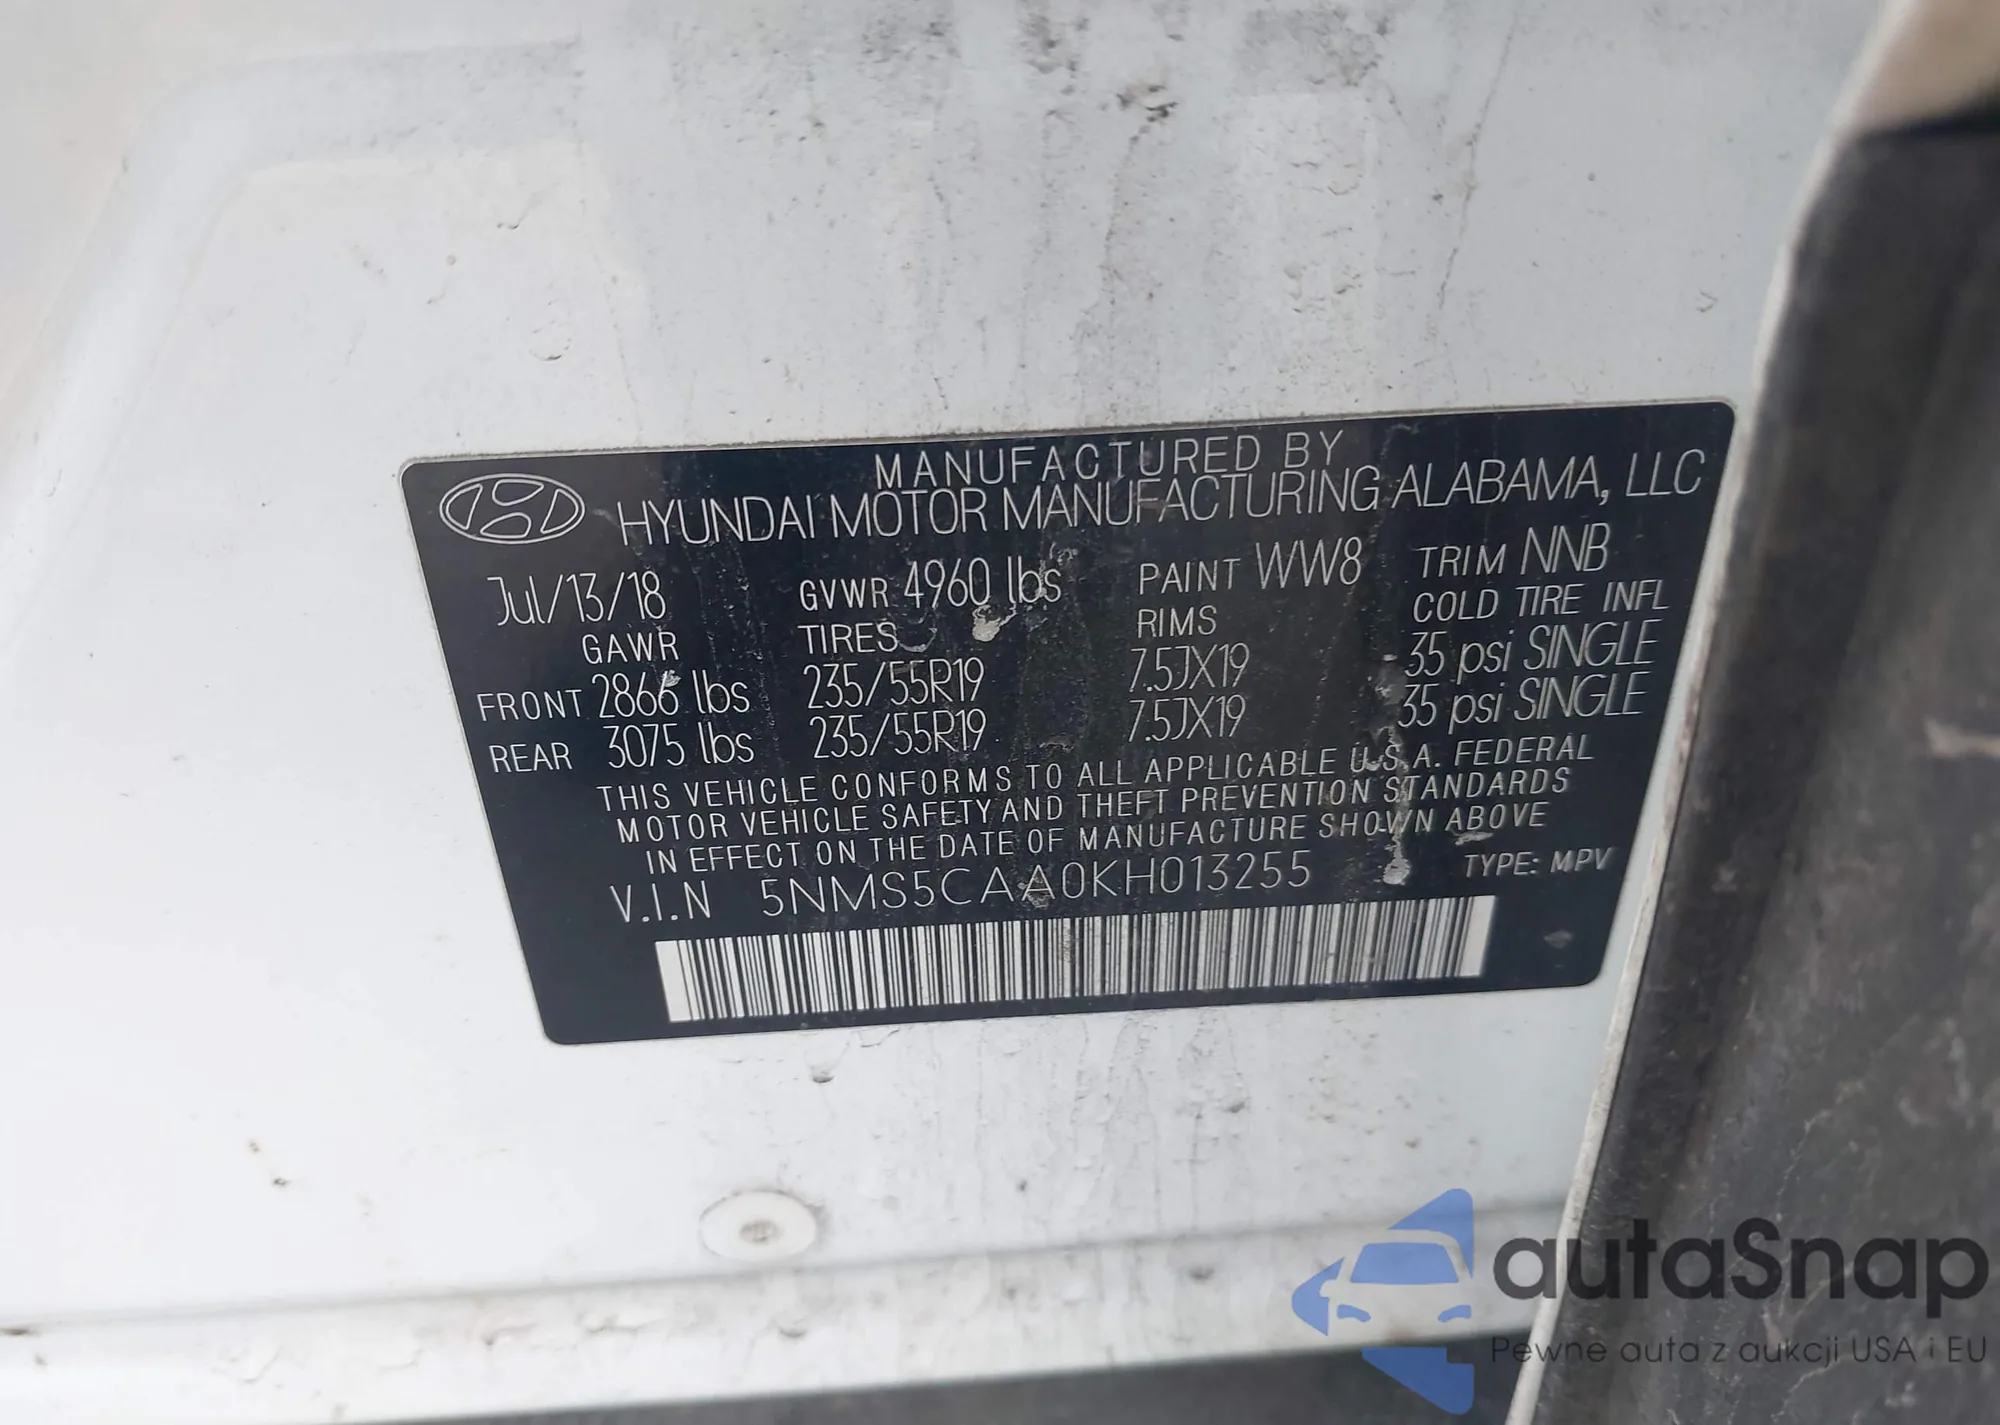 MANUFACTURED BY
HYUNDAI MOTOR MANUFACTURING ALABAMA, LLC
Jul/13/18 GVWR 4960 lbs PAINT WW8 TRIM NNB
GAWR TIRES RIMS COLD TIRE INFL
FRONT 2866 lbs 235/55R19 7.5JX19 35 psi SINGLE
REAR 3075 lbs 235/55R19 7.5JX19 35 psi SINGLE
THIS VEHICLE CONFORMS TO ALL APPLICABLE U.S.A. FEDERAL
MOTOR VEHICLE SAFETY AND THEFT PREVENTION STANDARDS
IN EFFECT ON THE DATE OF MANUFACTURE SHOWN ABOVE
V.I.N 5NMS5CAA0KH013255 TYPE: MPV
autaSnap
Pewne auta z aukcji USA i EU